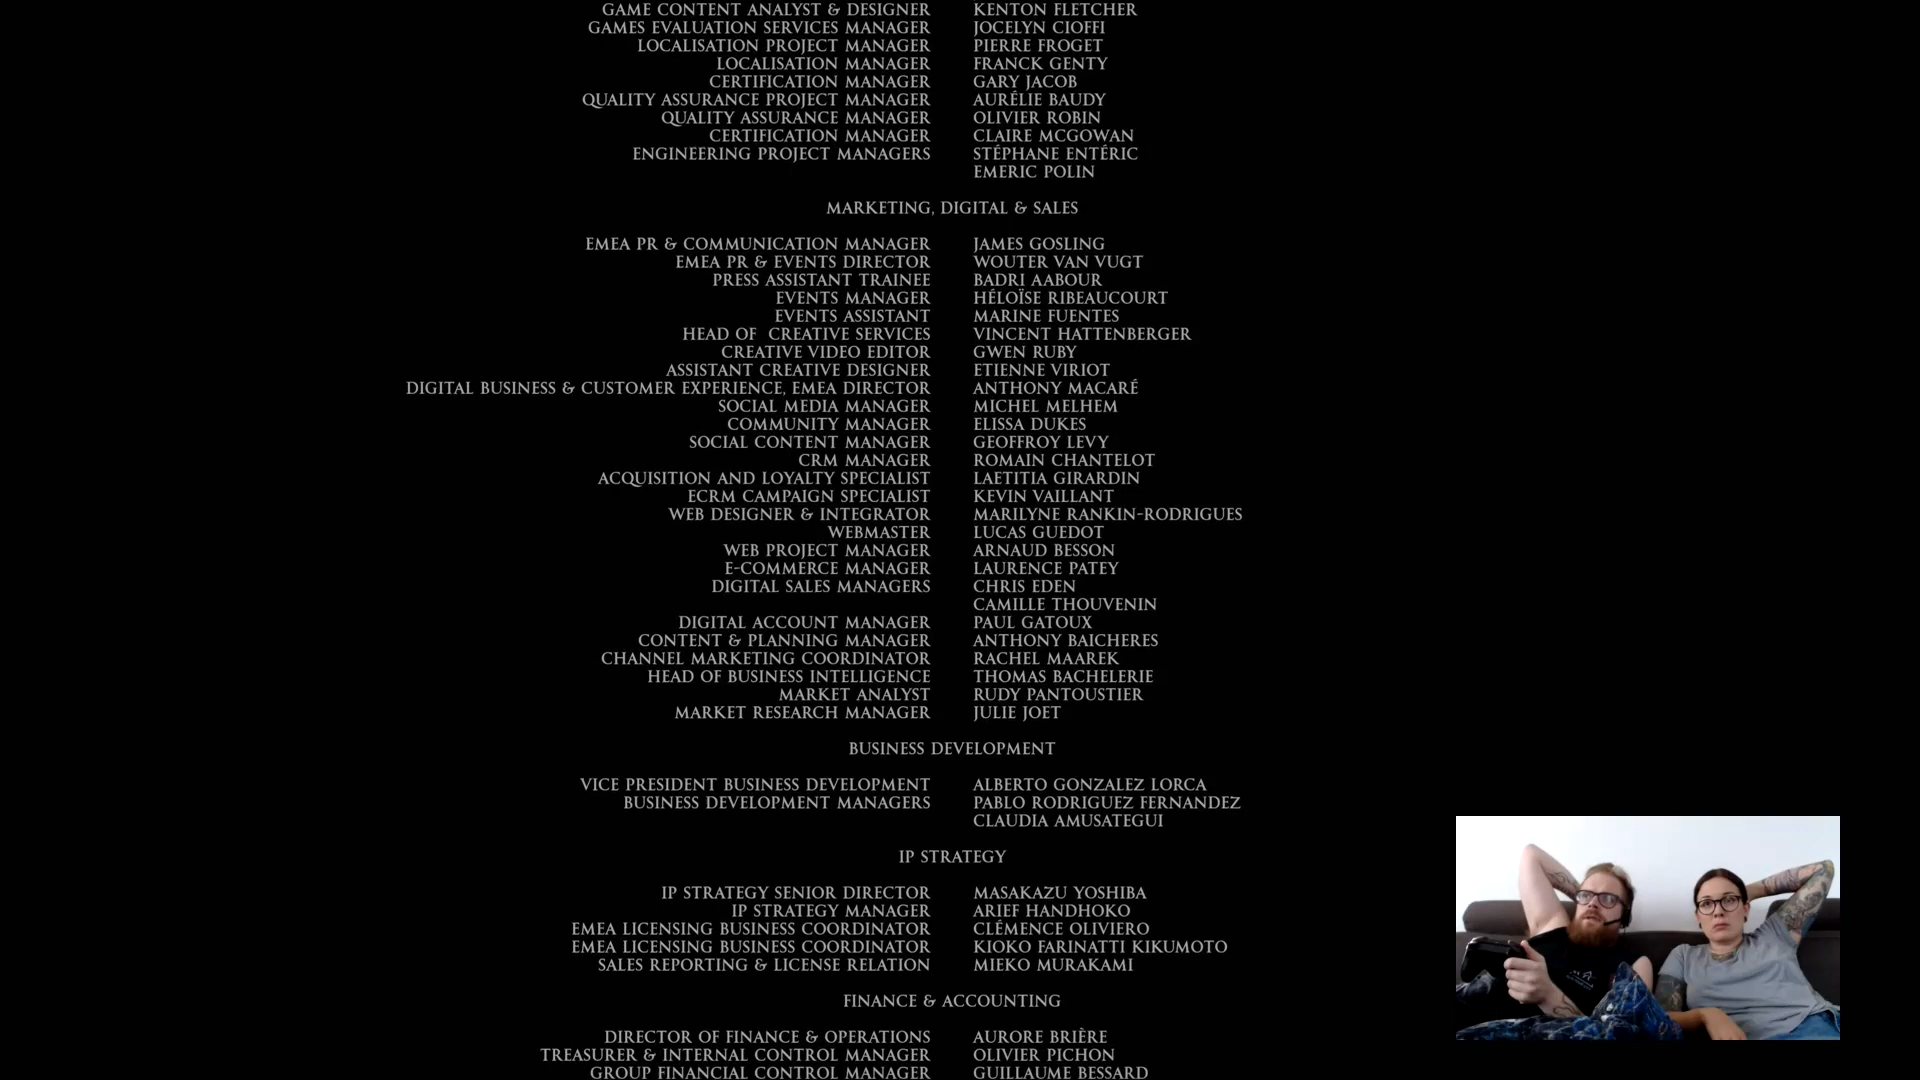 GAME CONTENT ANALYST & DESIGNER KENTON FLETCHER
GAMES EVALUATION SERVICES MANAGER JOCELYN CIOFFI
LOCALISATION PROJECT MANAGER PIERRE FROGET
LOCALISATION MANAGER FRANCK GENTY
CERTIFICATION MANAGER GARY JACOB
QUALITY ASSURANCE PROJECT MANAGER AURÉLIE BAUDY
QUALITY ASSURANCE MANAGER OLIVIER ROBIN
CERTIFICATION MANAGER CLAIRE MCGOWAN
ENGINEERING PROJECT MANAGERS STÉPHANE ENTÉRIC
EMERIC POLIN
MARKETING, DIGITAL & SALES
EMEA PR & COMMUNICATION MANAGER JAMES GOSLING
EMEA PR & EVENTS DIRECTOR WOUTER VAN VUGT
PRESS ASSISTANT TRAINEE BADRI AABOUR
EVENTS MANAGER HÉLOÏSE RIBEAUCOURT
EVENTS ASSISTANT MARINE FUENTES
HEAD OF CREATIVE SERVICES VINCENT HATTENBERGER
CREATIVE VIDEO EDITOR GWEN RUBY
ASSISTANT CREATIVE DESIGNER ETIENNE VIRIOT
DIGITAL BUSINESS & CUSTOMER EXPERIENCE, EMEA DIRECTOR ANTHONY MACARÉ
SOCIAL MEDIA MANAGER MICHEL MELHEM
COMMUNITY MANAGER ELISSA DUKES
SOCIAL CONTENT MANAGER GEOFFROY LEVY
CRM MANAGER ROMAIN CHANTELOT
ACQUISITION AND LOYALTY SPECIALIST LAETITIA GIRARDIN
ECRM CAMPAIGN SPECIALIST KEVIN VAILLANT
WEB DESIGNER & INTEGRATOR MARILYNE RANKIN-RODRIGUES
WEBMASTER LUCAS GUEDOT
WEB PROJECT MANAGER ARNAUD BESSON
E-COMMERCE MANAGER LAURENCE PATEY
DIGITAL SALES MANAGERS CHRIS EDEN
CAMILLE THOUVENIN
DIGITAL ACCOUNT MANAGER PAUL GATOUX
CONTENT & PLANNING MANAGER ANTHONY BAICHERES
CHANNEL MARKETING COORDINATOR RACHEL MAAREK
HEAD OF BUSINESS INTELLIGENCE THOMAS BACHELERIE
MARKET ANALYST RUDY PANTOUSTIER
MARKET RESEARCH MANAGER JULIE JOET
BUSINESS DEVELOPMENT
VICE PRESIDENT BUSINESS DEVELOPMENT ALBERTO GONZALEZ LORCA
BUSINESS DEVELOPMENT MANAGERS PABLO RODRIGUEZ FERNANDEZ
CLAUDIA AMUSATEGUI
IP STRATEGY
IP STRATEGY SENIOR DIRECTOR MASAKAZU YOSHIBA
IP STRATEGY MANAGER ARIEF HANDHOKO
EMEA LICENSING BUSINESS COORDINATOR CLÉMENCE OLIVIERO
EMEA LICENSING BUSINESS COORDINATOR KIOKO FARINATTI KIKUMOTO
SALES REPORTING & LICENSE RELATION MIEKO MURAKAMI
FINANCE & ACCOUNTING
DIRECTOR OF FINANCE & OPERATIONS AURORE BRIÈRE
TREASURER & INTERNAL CONTROL MANAGER OLIVIER PICHON
GROUP FINANCIAL CONTROL MANAGER GUILLAUME BESSARD